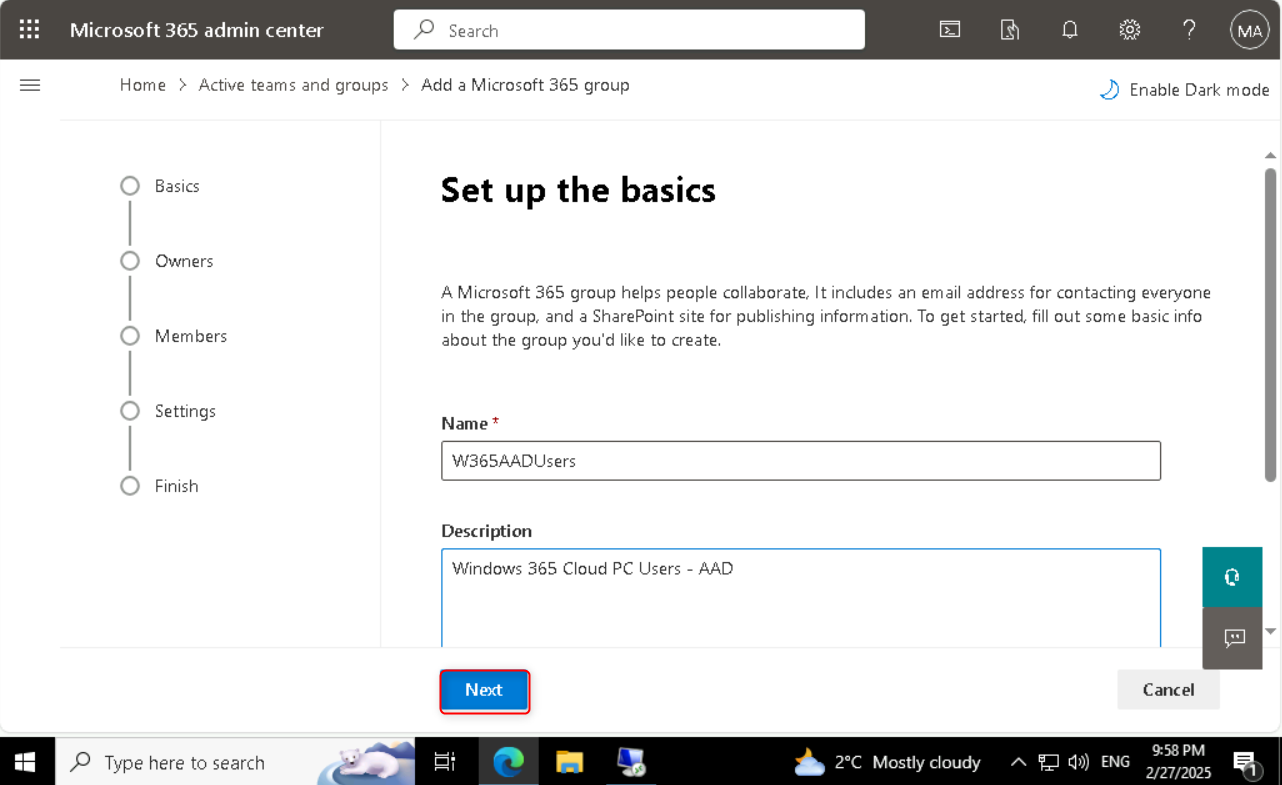 Microsoft 365 admin center
Search
MA
Home > Active teams and groups > Add a Microsoft 365 group
Enable Dark mode
Basics
Owners
Members
Settings
Finish
Set up the basics
A Microsoft 365 group helps people collaborate, It includes an email address for contacting everyone
in the group, and a SharePoint site for publishing information. To get started, fill out some basic info
about the group you'd like to create.
Name *
W365AADUsers
Description
Windows 365 Cloud PC Users - AAD
Next
Cancel
Type here to search
2°C Mostly cloudy
ENG
9:58 PM
2/27/2025
1